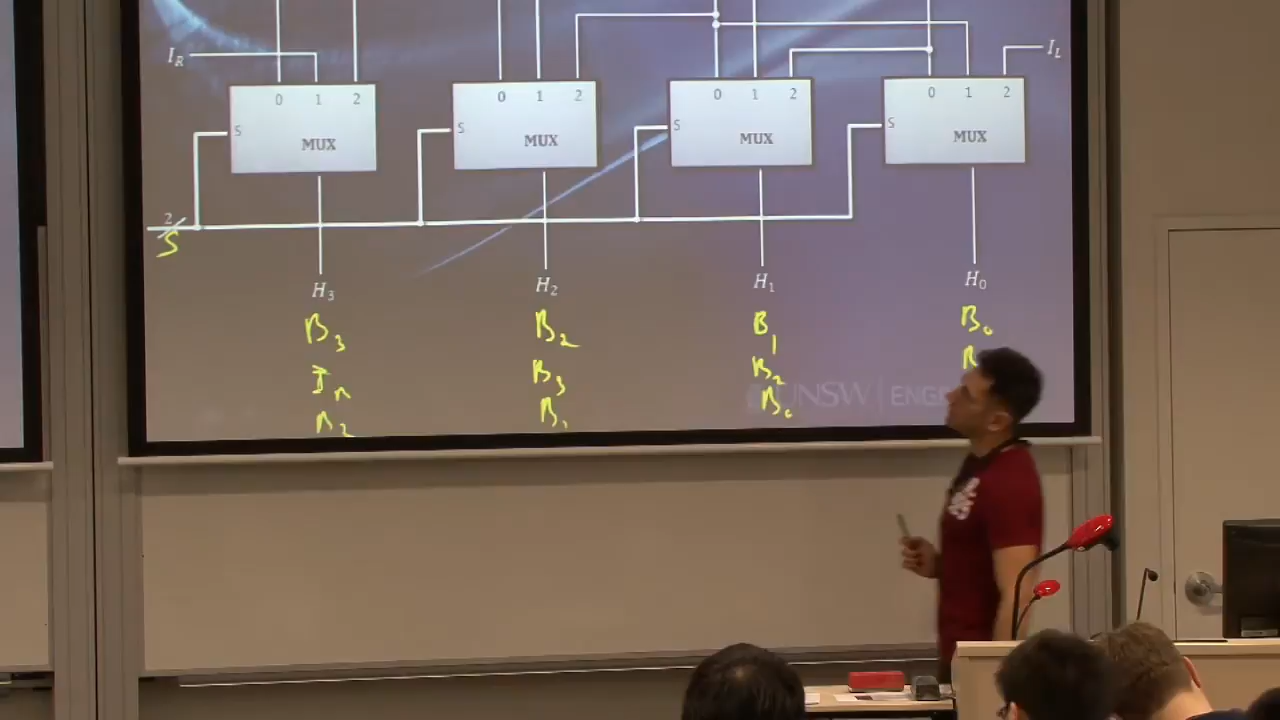 I_R I_L
0 1 2 0 1 2 0 1 2 0 1 2
S MUX S MUX S MUX S MUX
2
S
H_3 H_2 H_1 H_0
B_3 B_2 B_1 B_0
I_R B_3 B_2
B_2 B_1 B_0
UNSW ENG